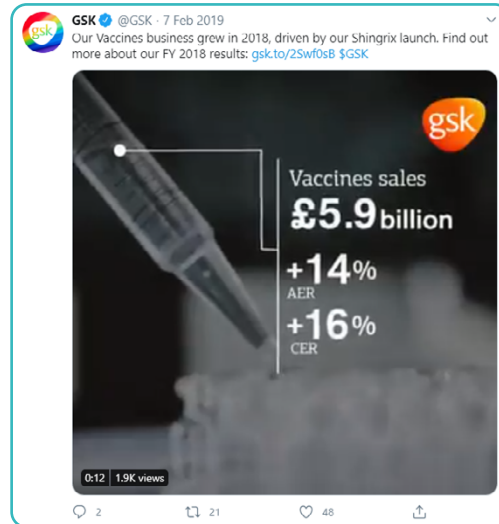 gsk
GSK @GSK · 7 Feb 2019
Our Vaccines business grew in 2018, driven by our Shingrix launch. Find out
more about our FY 2018 results: gsk.to/2Swf0sB $GSK
gsk
Vaccines sales
£5.9 billion
+14%
AER
+16%
CER
0:12 1.9K views
2 21 48